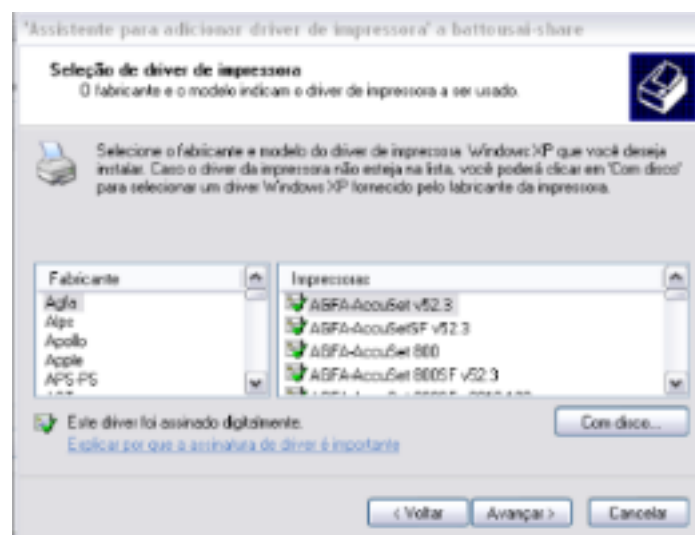 'Assistente para adicionar driver de impressora' a battousai-share
Seleção de driver de impressora
O fabricante e o modelo indicam o driver de impressora a ser usado.
Selecione o fabricante e modelo do driver de impressora Windows XP que você deseja
instalar. Caso o driver da impressora não esteja na lista, você poderá clicar em 'Com disco'
para selecionar um driver Windows XP fornecido pelo fabricante da impressora.
Fabricante
Agfa
Alps
Apollo
Apple
APS-PS
Impressoras
AGFA-AccuSet v52.3
AGFA-AccuSetSF v52.3
AGFA-AccuSet 800
AGFA-AccuSet 800SF v52.3
Este driver foi assinado digitalmente.
Explicar por que a assinatura de driver é importante
Com disco...
< Voltar
Avançar >
Cancelar